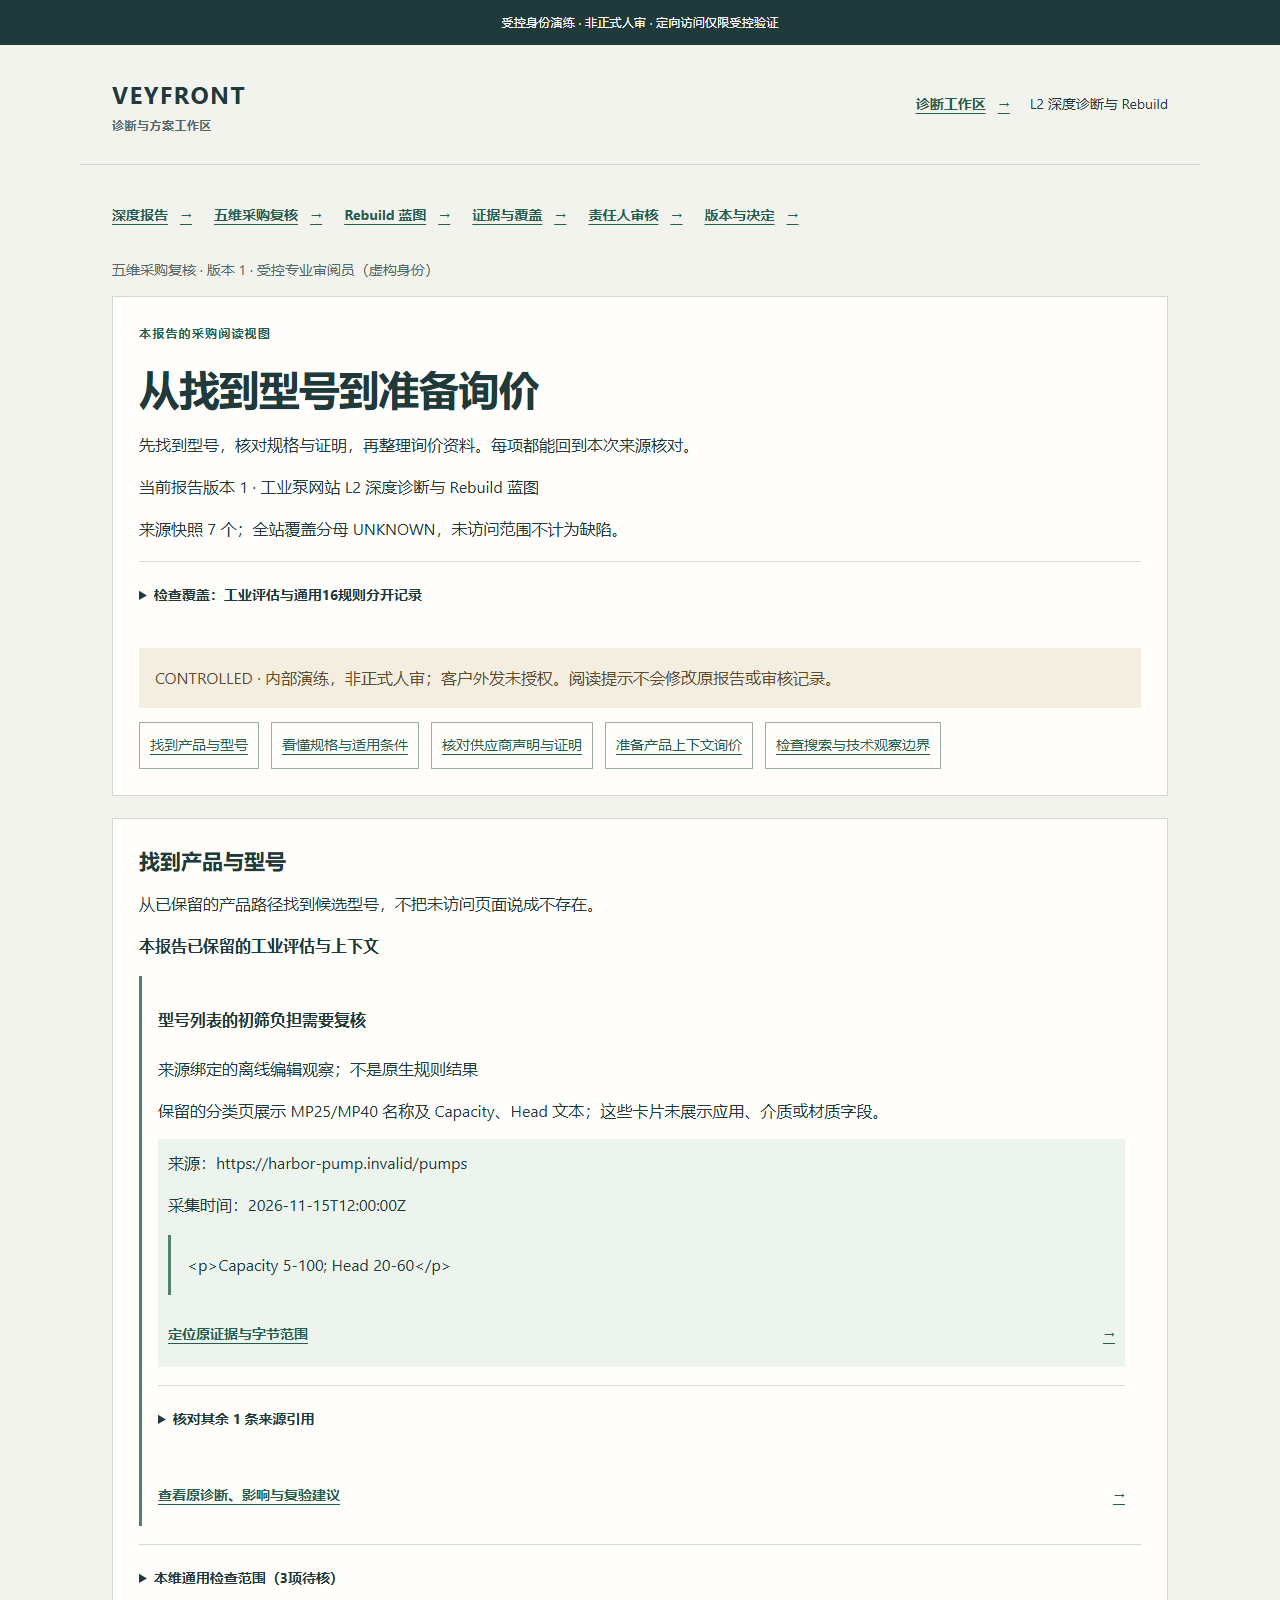 受控身份演练 · 非正式人审 · 定向访问仅限受控验证
VEYFRONT
诊断与方案工作区
诊断工作区 → L2 深度诊断与 Rebuild
深度报告 → 五维采购复核 → Rebuild 蓝图 → 证据与覆盖 → 责任人审核 → 版本与决定 →
五维采购复核 · 版本 1 · 受控专业审阅员（虚构身份）
本报告的采购阅读视图
从找到型号到准备询价
先找到型号，核对规格与证明，再整理询价资料。每项都能回到本次来源核对。
当前报告版本 1 · 工业泵网站 L2 深度诊断与 Rebuild 蓝图
来源快照 7 个；全站覆盖分母 UNKNOWN，未访问范围不计为缺陷。
▶ 检查覆盖：工业评估与通用16规则分开记录
CONTROLLED · 内部演练，非正式人审；客户外发未授权。阅读提示不会修改原报告或审核记录。
找到产品与型号 看懂规格与适用条件 核对供应商声明与证明 准备产品上下文询价 检查搜索与技术观察边界
找到产品与型号
从已保留的产品路径找到候选型号，不把未访问页面说成不存在。
本报告已保留的工业评估与上下文
型号列表的初筛负担需要复核
来源绑定的离线编辑观察；不是原生规则结果
保留的分类页展示 MP25/MP40 名称及 Capacity、Head 文本；这些卡片未展示应用、介质或材质字段。
来源：https://harbor-pump.invalid/pumps
采集时间：2026-11-15T12:00:00Z
<p>Capacity 5-100; Head 20-60</p>
定位原证据与字节范围 →
▶ 核对其余 1 条来源引用
查看原诊断、影响与复验建议 →
▶ 本维通用检查范围（3项待核）